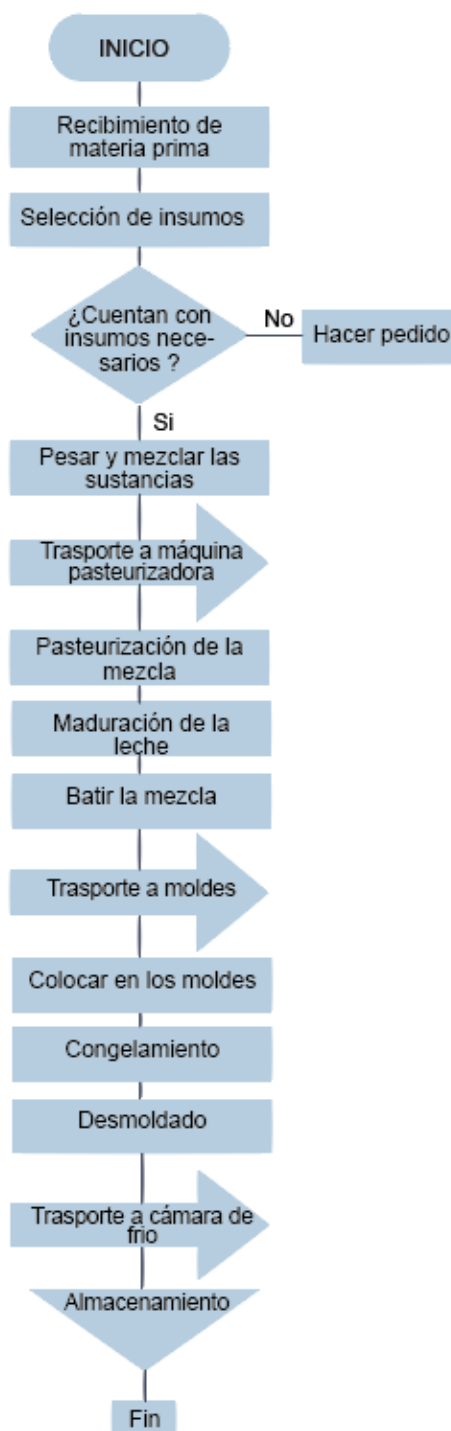 INICIO
Recibimiento de
materia prima
Selección de insumos
¿Cuentan con
insumos nece-
sarios ?
No
Hacer pedido
Si
Pesar y mezclar las
sustancias
Trasporte a máquina
pasteurizadora
Pasteurización de la
mezcla
Maduración de la
leche
Batir la mezcla
Trasporte a moldes
Colocar en los moldes
Congelamiento
Desmoldado
Trasporte a cámara de
frio
Almacenamiento
Fin